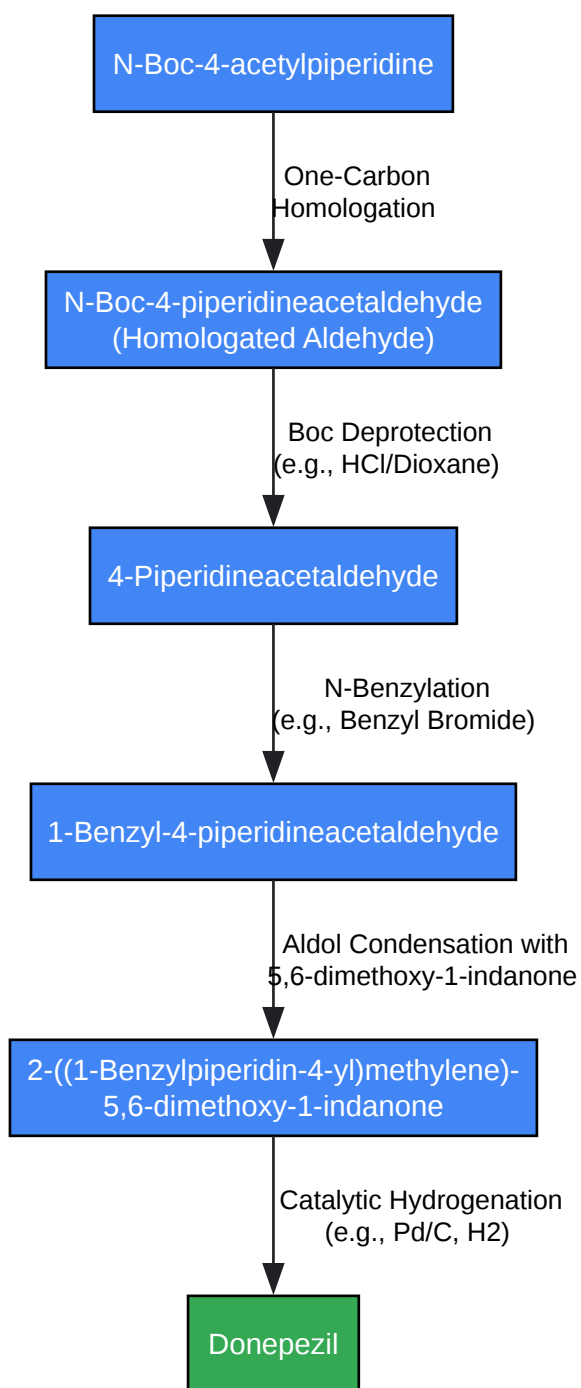 N-Boc-4-acetylpiperidine
One-Carbon
Homologation
N-Boc-4-piperidineacetaldehyde
(Homologated Aldehyde)
Boc Deprotection
(e.g., HCl/Dioxane)
4-Piperidineacetaldehyde
N-Benzylation
(e.g., Benzyl Bromide)
1-Benzyl-4-piperidineacetaldehyde
Aldol Condensation with
5,6-dimethoxy-1-indanone
2-((1-Benzylpiperidin-4-yl)methylene)-
5,6-dimethoxy-1-indanone
Catalytic Hydrogenation
(e.g., Pd/C, H2)
Donepezil